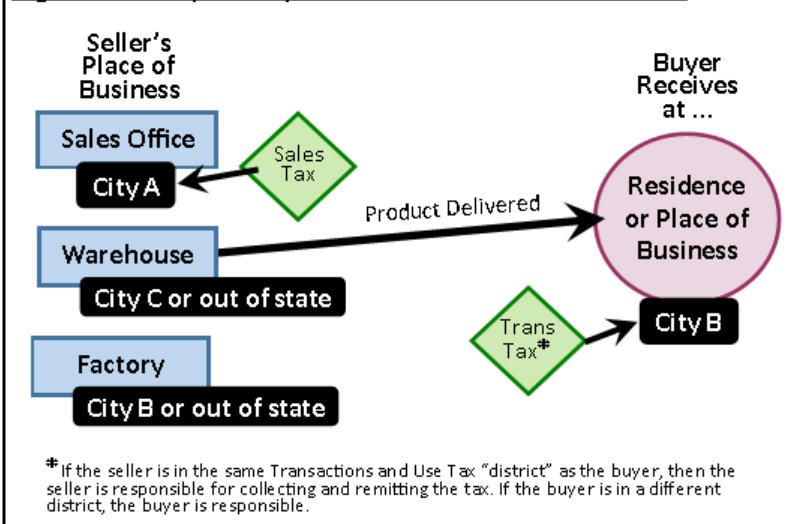 Seller's
Place of
Business
Buyer
Receives
at ...
Sales Office
City A
Sales
Tax
Product Delivered
Residence
or Place of
Business
Warehouse
City C or out of state
Trans
Tax*
City B
Factory
City B or out of state
*If the seller is in the same Transactions and Use Tax “district” as the buyer, then the
seller is responsible for collecting and remitting the tax. If the buyer is in a different
district, the buyer is responsible.